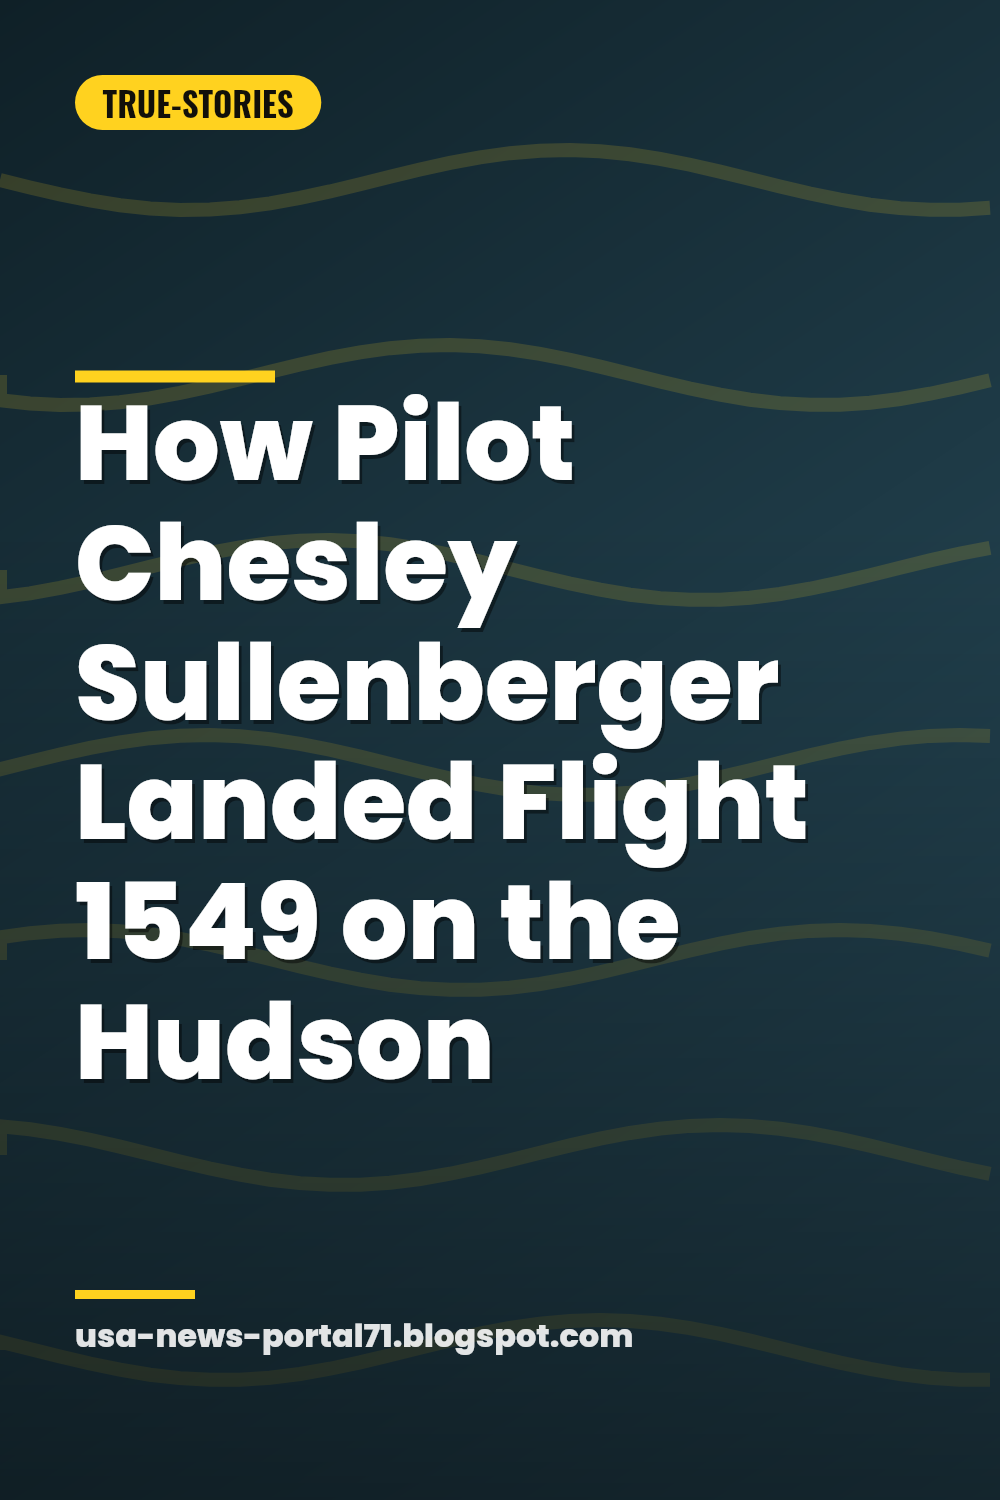 TRUE-STORIES
How Pilot
Chesley
Sullenberger
Landed Flight
1549 on the
Hudson
usa-news-portal71.blogspot.com